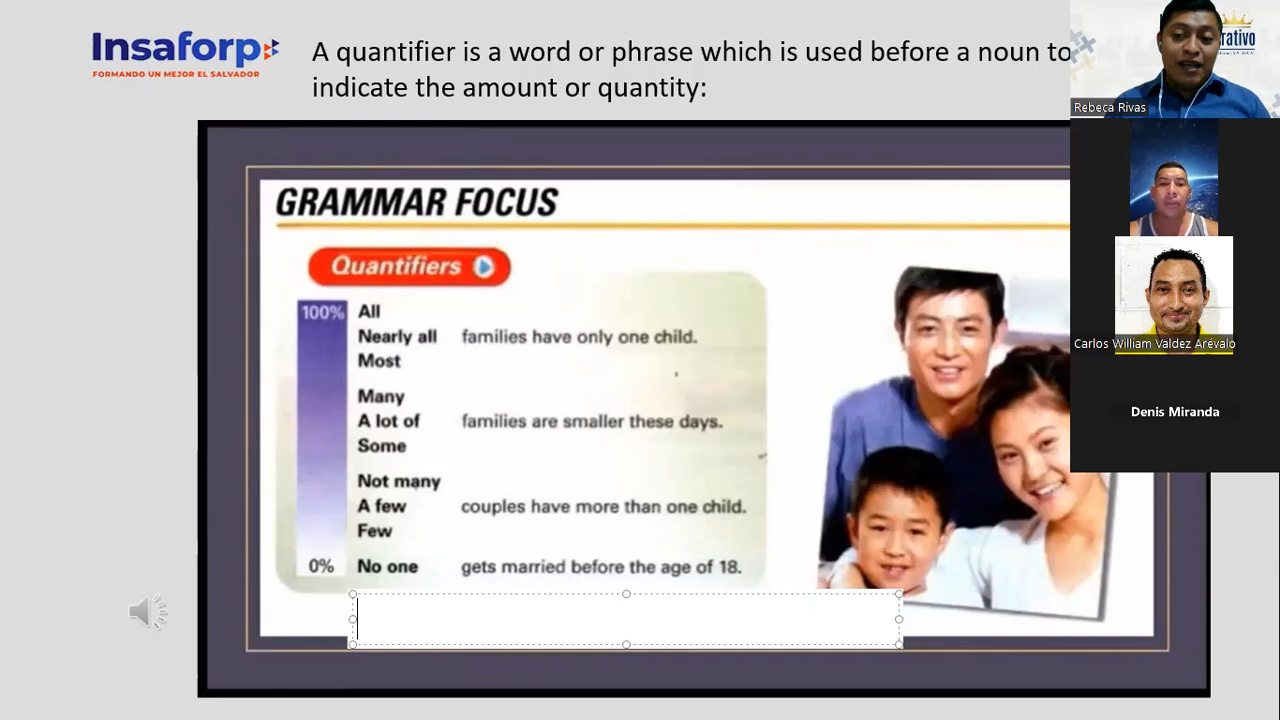 Insaforp
FORMANDO UN MEJOR EL SALVADOR
A quantifier is a word or phrase which is used before a noun to
indicate the amount or quantity:
GRAMMAR FOCUS
Quantifiers
100% All
Nearly all families have only one child.
Most
Many
A lot of families are smaller these days.
Some
Not many
A few couples have more than one child.
Few
0% No one gets married before the age of 18.
Rebeca Rivas
Carlos William Valdez Arévalo
Denis Miranda